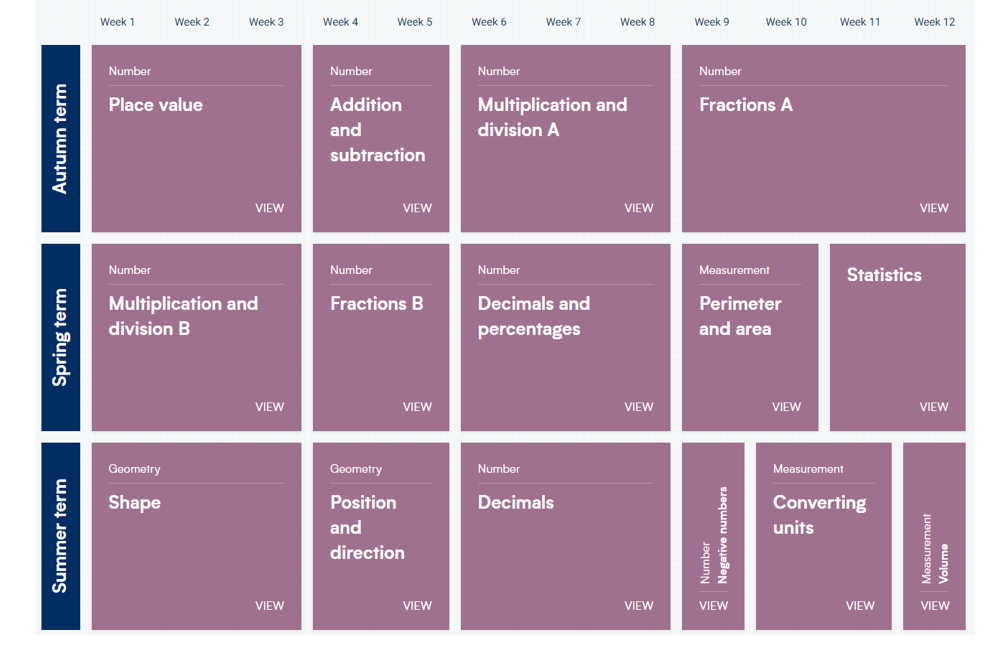 Week 1 Week 2 Week 3 Week 4 Week 5 Week 6 Week 7 Week 8 Week 9 Week 10 Week 11 Week 12
Autumn term
Number
Place value
VIEW
Number
Addition
and
subtraction
VIEW
Number
Multiplication and
division A
VIEW
Number
Fractions A
VIEW
Spring term
Number
Multiplication and
division B
VIEW
Number
Fractions B
VIEW
Number
Decimals and
percentages
VIEW
Measurement
Perimeter
and area
VIEW
Statistics
VIEW
Summer term
Geometry
Shape
VIEW
Geometry
Position
and
direction
VIEW
Number
Decimals
VIEW
Number
Negative numbers
VIEW
Measurement
Converting
units
VIEW
Measurement
Volume
VIEW